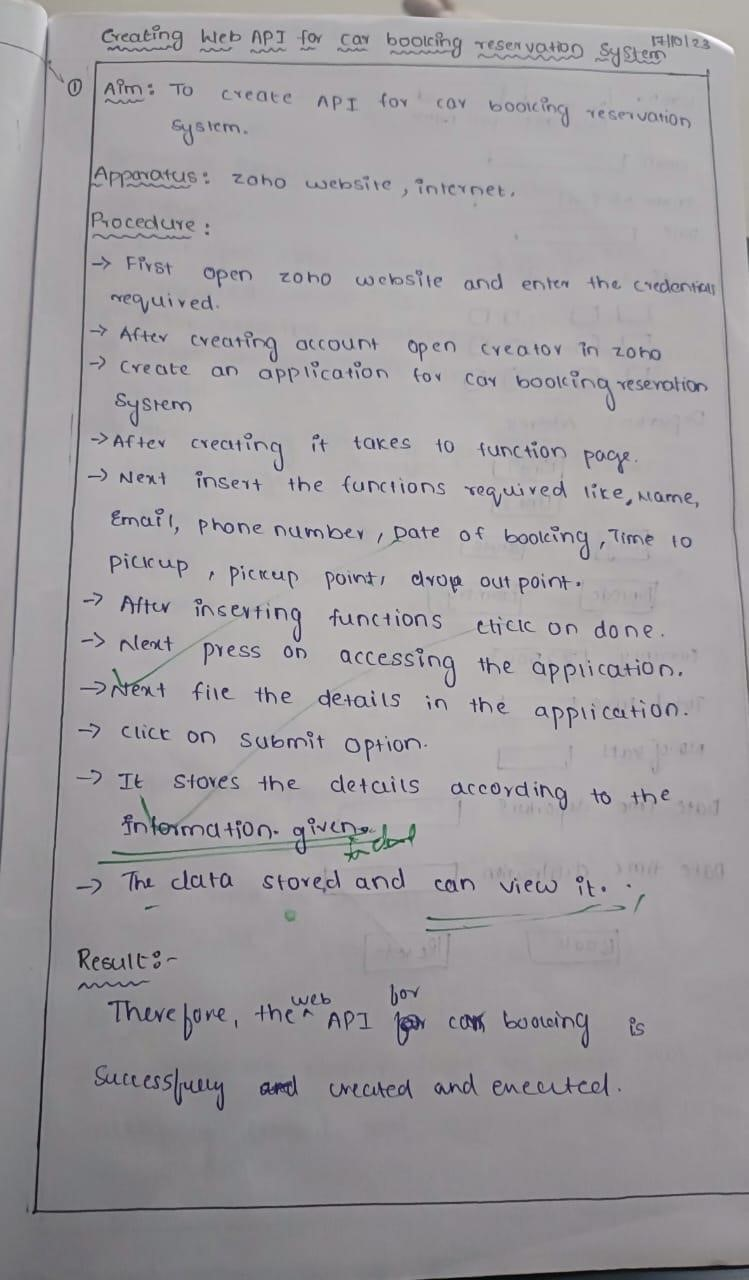 Creating Web API for car booking reservation System 17/10/23
① Aim: To create API for car booking reservation
System.
Apparatus: zoho website, internet.
Procedure:
→ First open zoho website and enter the credentials
required.
→ After creating account open creator in zoho
→ Create an application for car booking reseration
System
→ After creating it takes to function page.
→ Next insert the functions required like, Name,
Email, phone number, Date of booking, Time to
pickup, pickup point, drop out point.
→ After inserting functions click on done.
→ Next press on accessing the application.
→ Next file the details in the application.
→ Click on submit option.
→ It stores the details according to the
information given.
→ The data stored and can view it.
Result:-
Therefore, the web API for car booking is
Successfully created and executed.